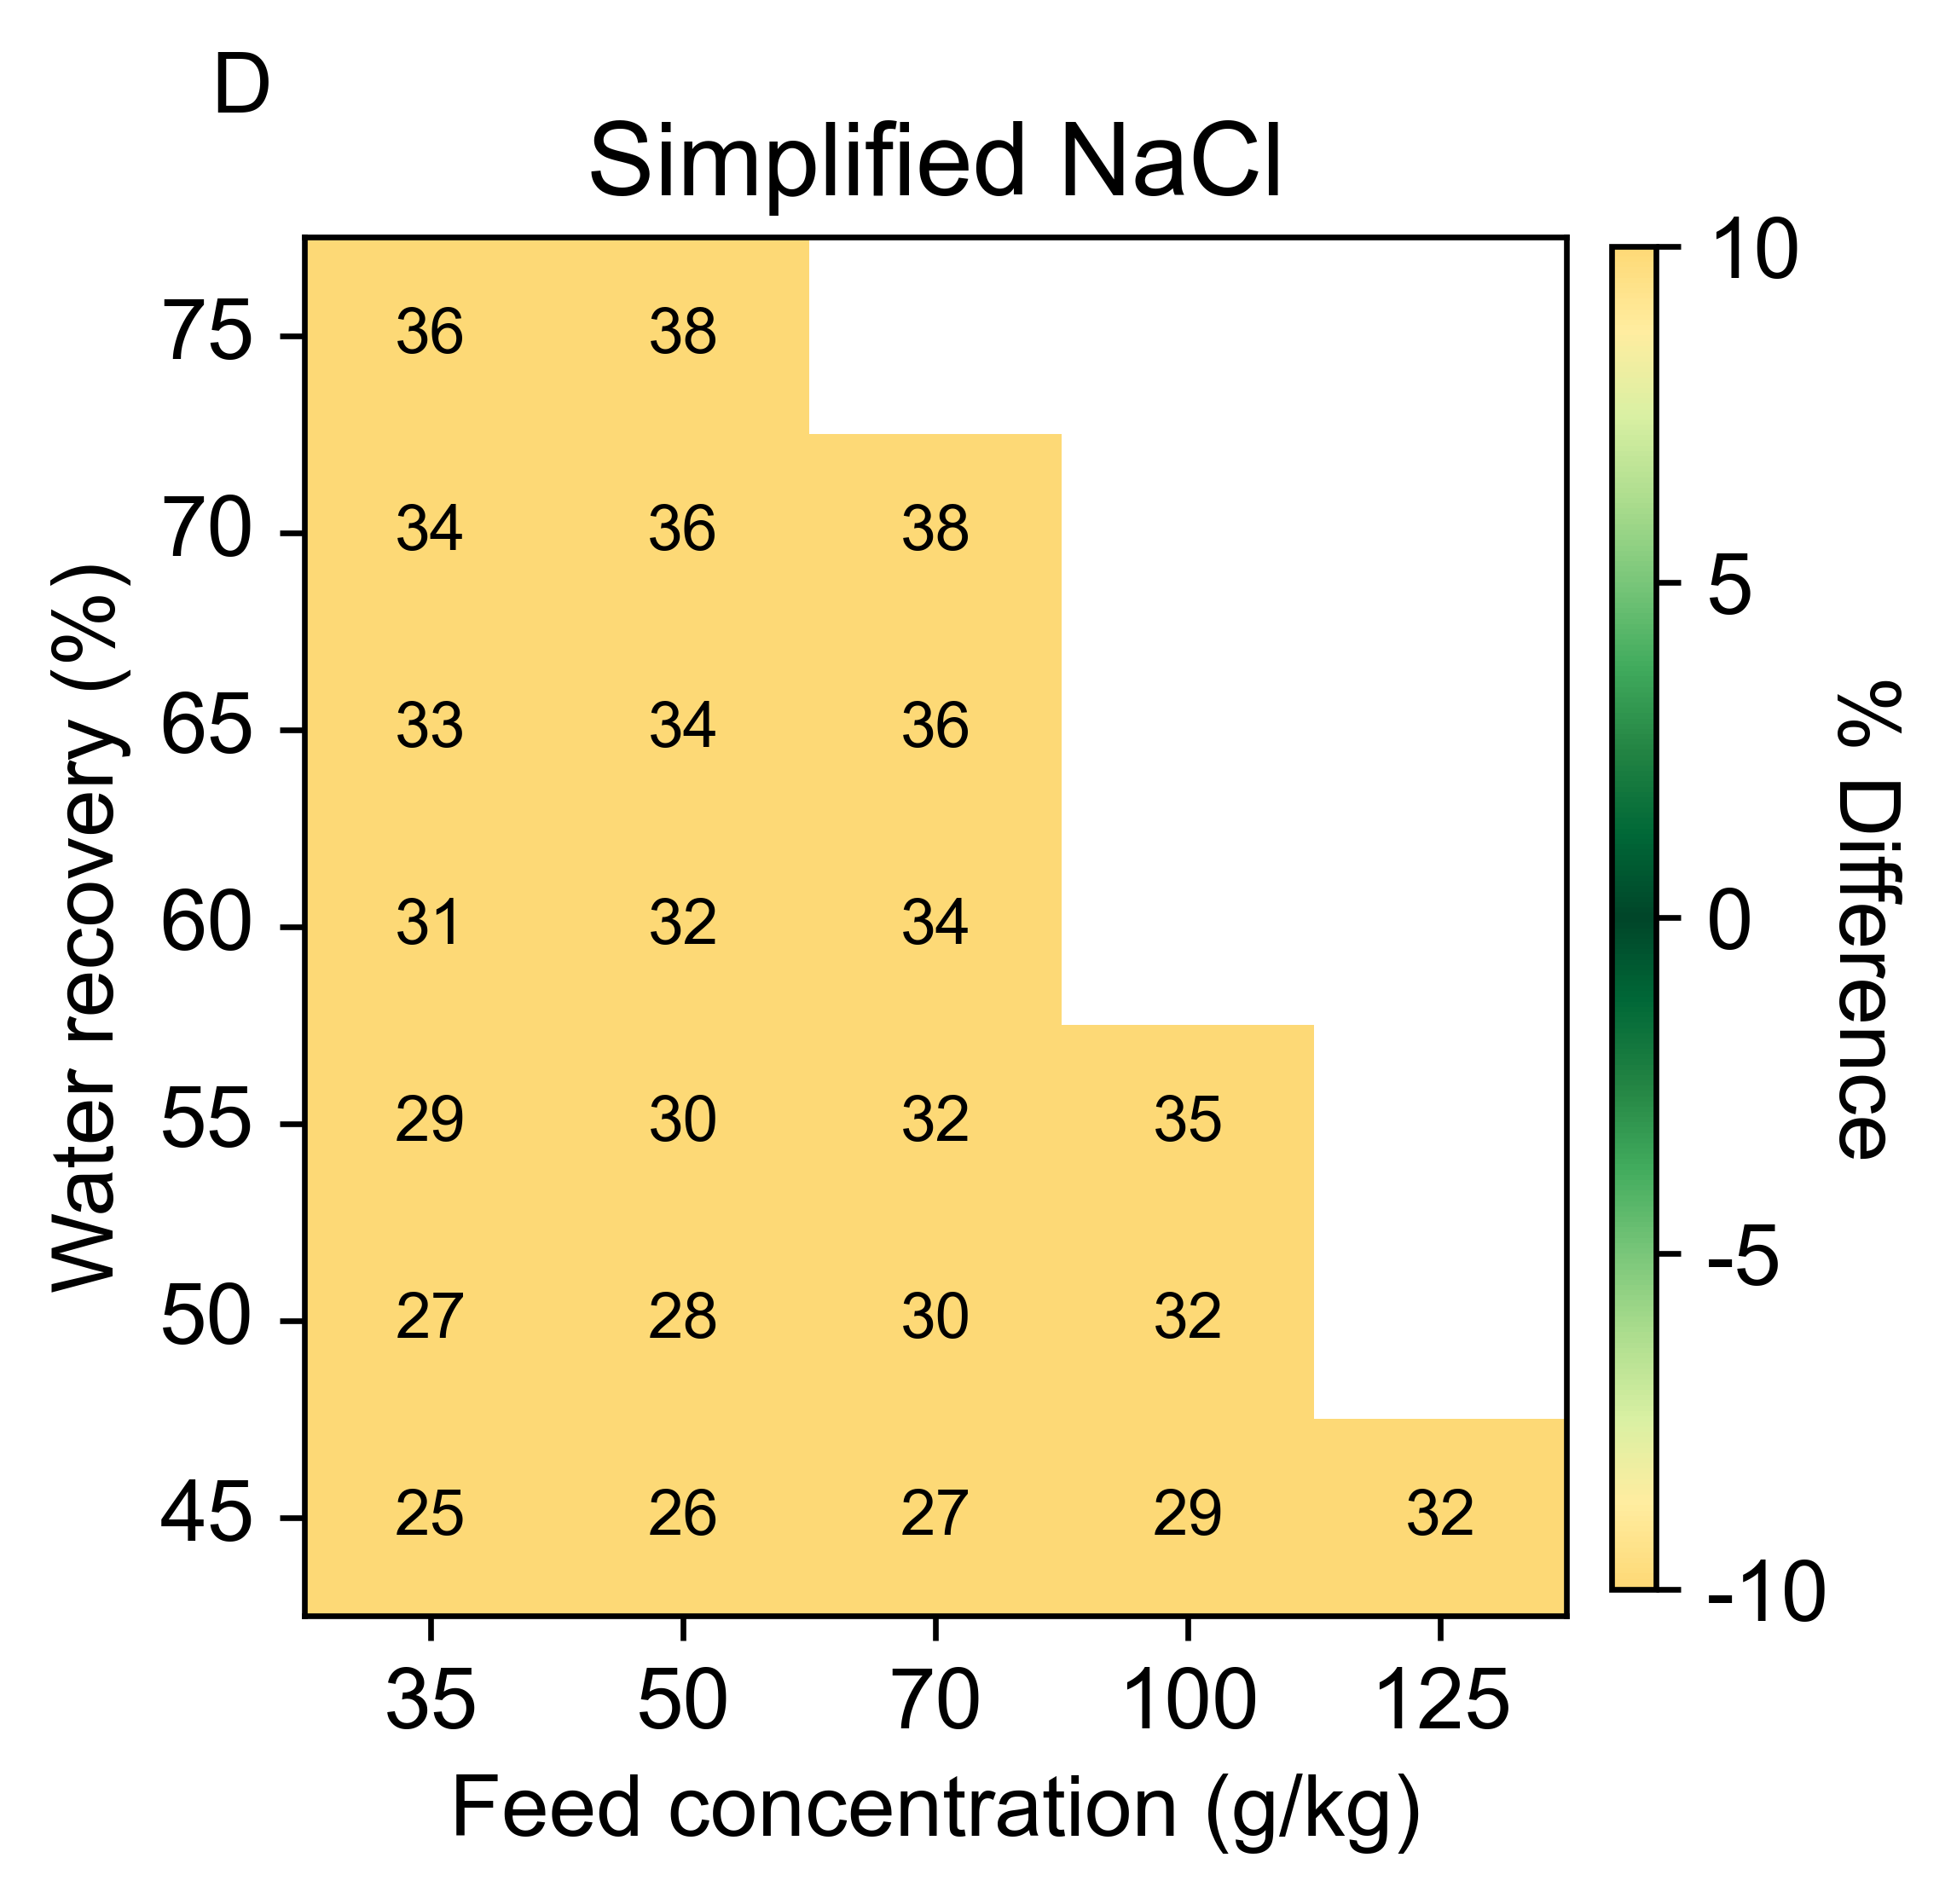 D
Simplified NaCl
Water recovery (%)
75 36 38
70 34 36 38
65 33 34 36
60 31 32 34
55 29 30 32 35
50 27 28 30 32
45 25 26 27 29 32
35 50 70 100 125
Feed concentration (g/kg)
10
5
0
-5
-10
% Difference